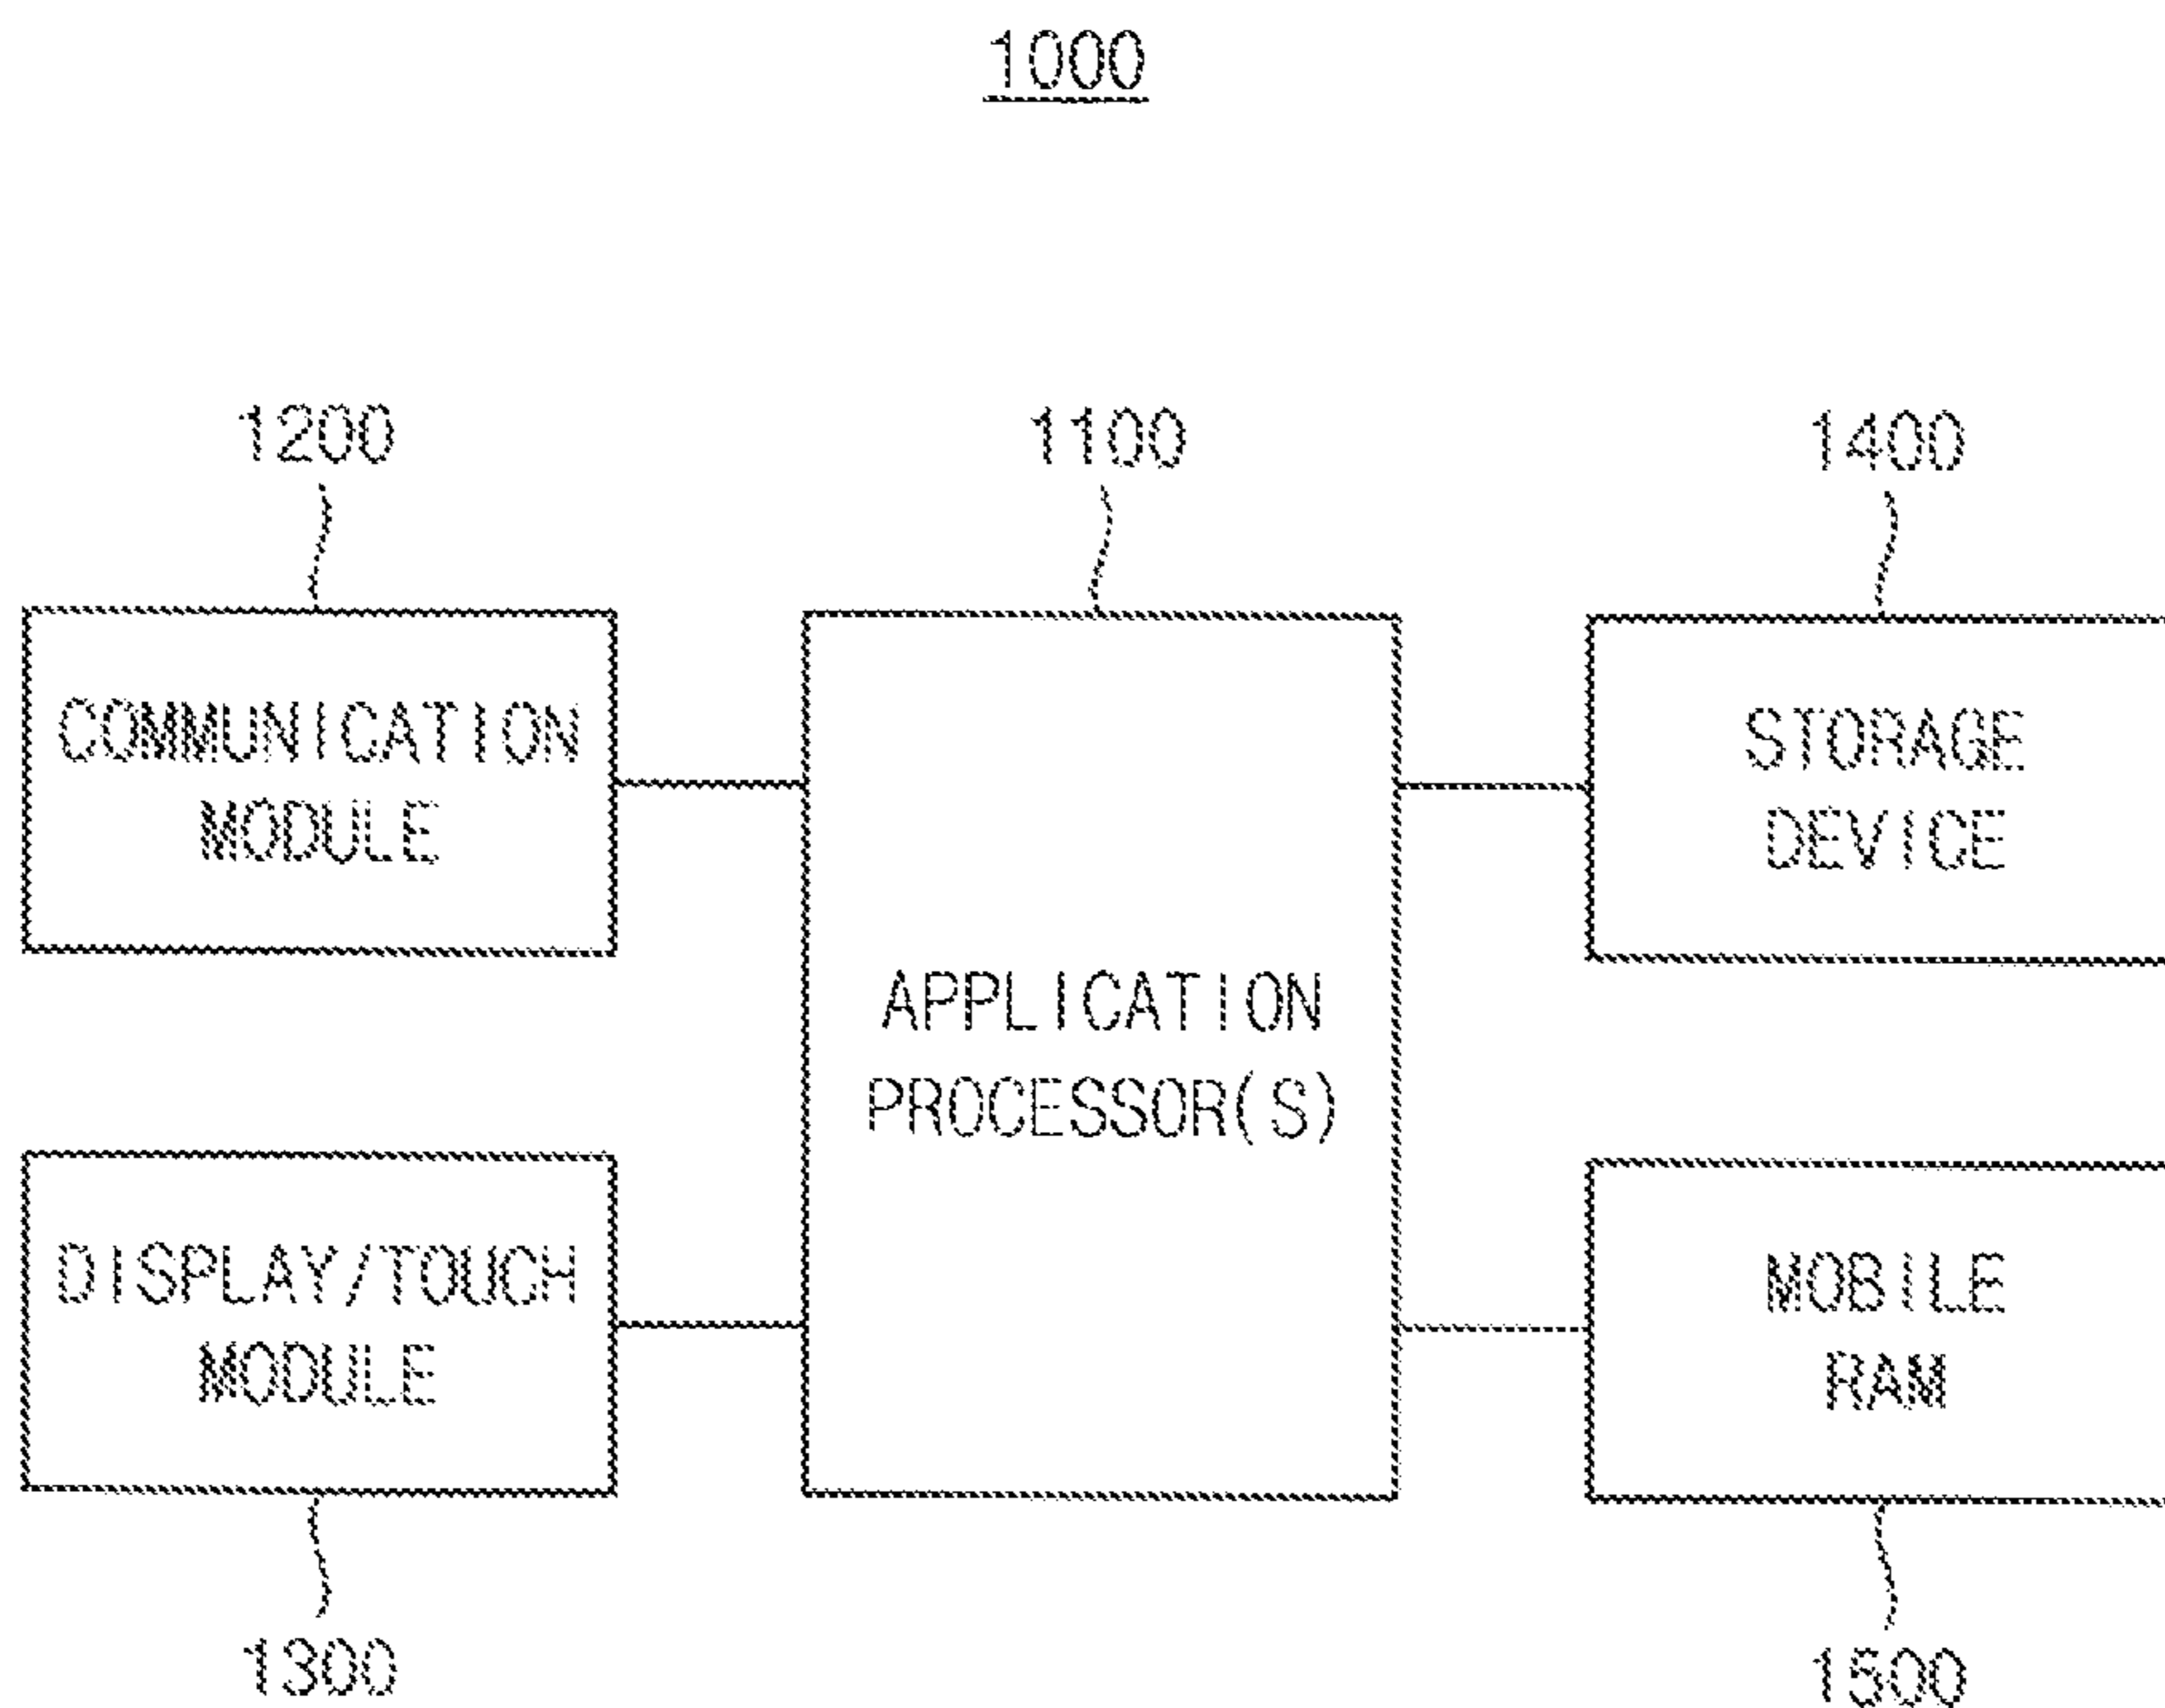 1000
1200
1100
1400
COMMUNICATION
MODULE
STORAGE
DEVICE
APPLICATION
PROCESSOR(S)
DISPLAY/TOUCH
MODULE
MOBILE
RAM
1300
1500